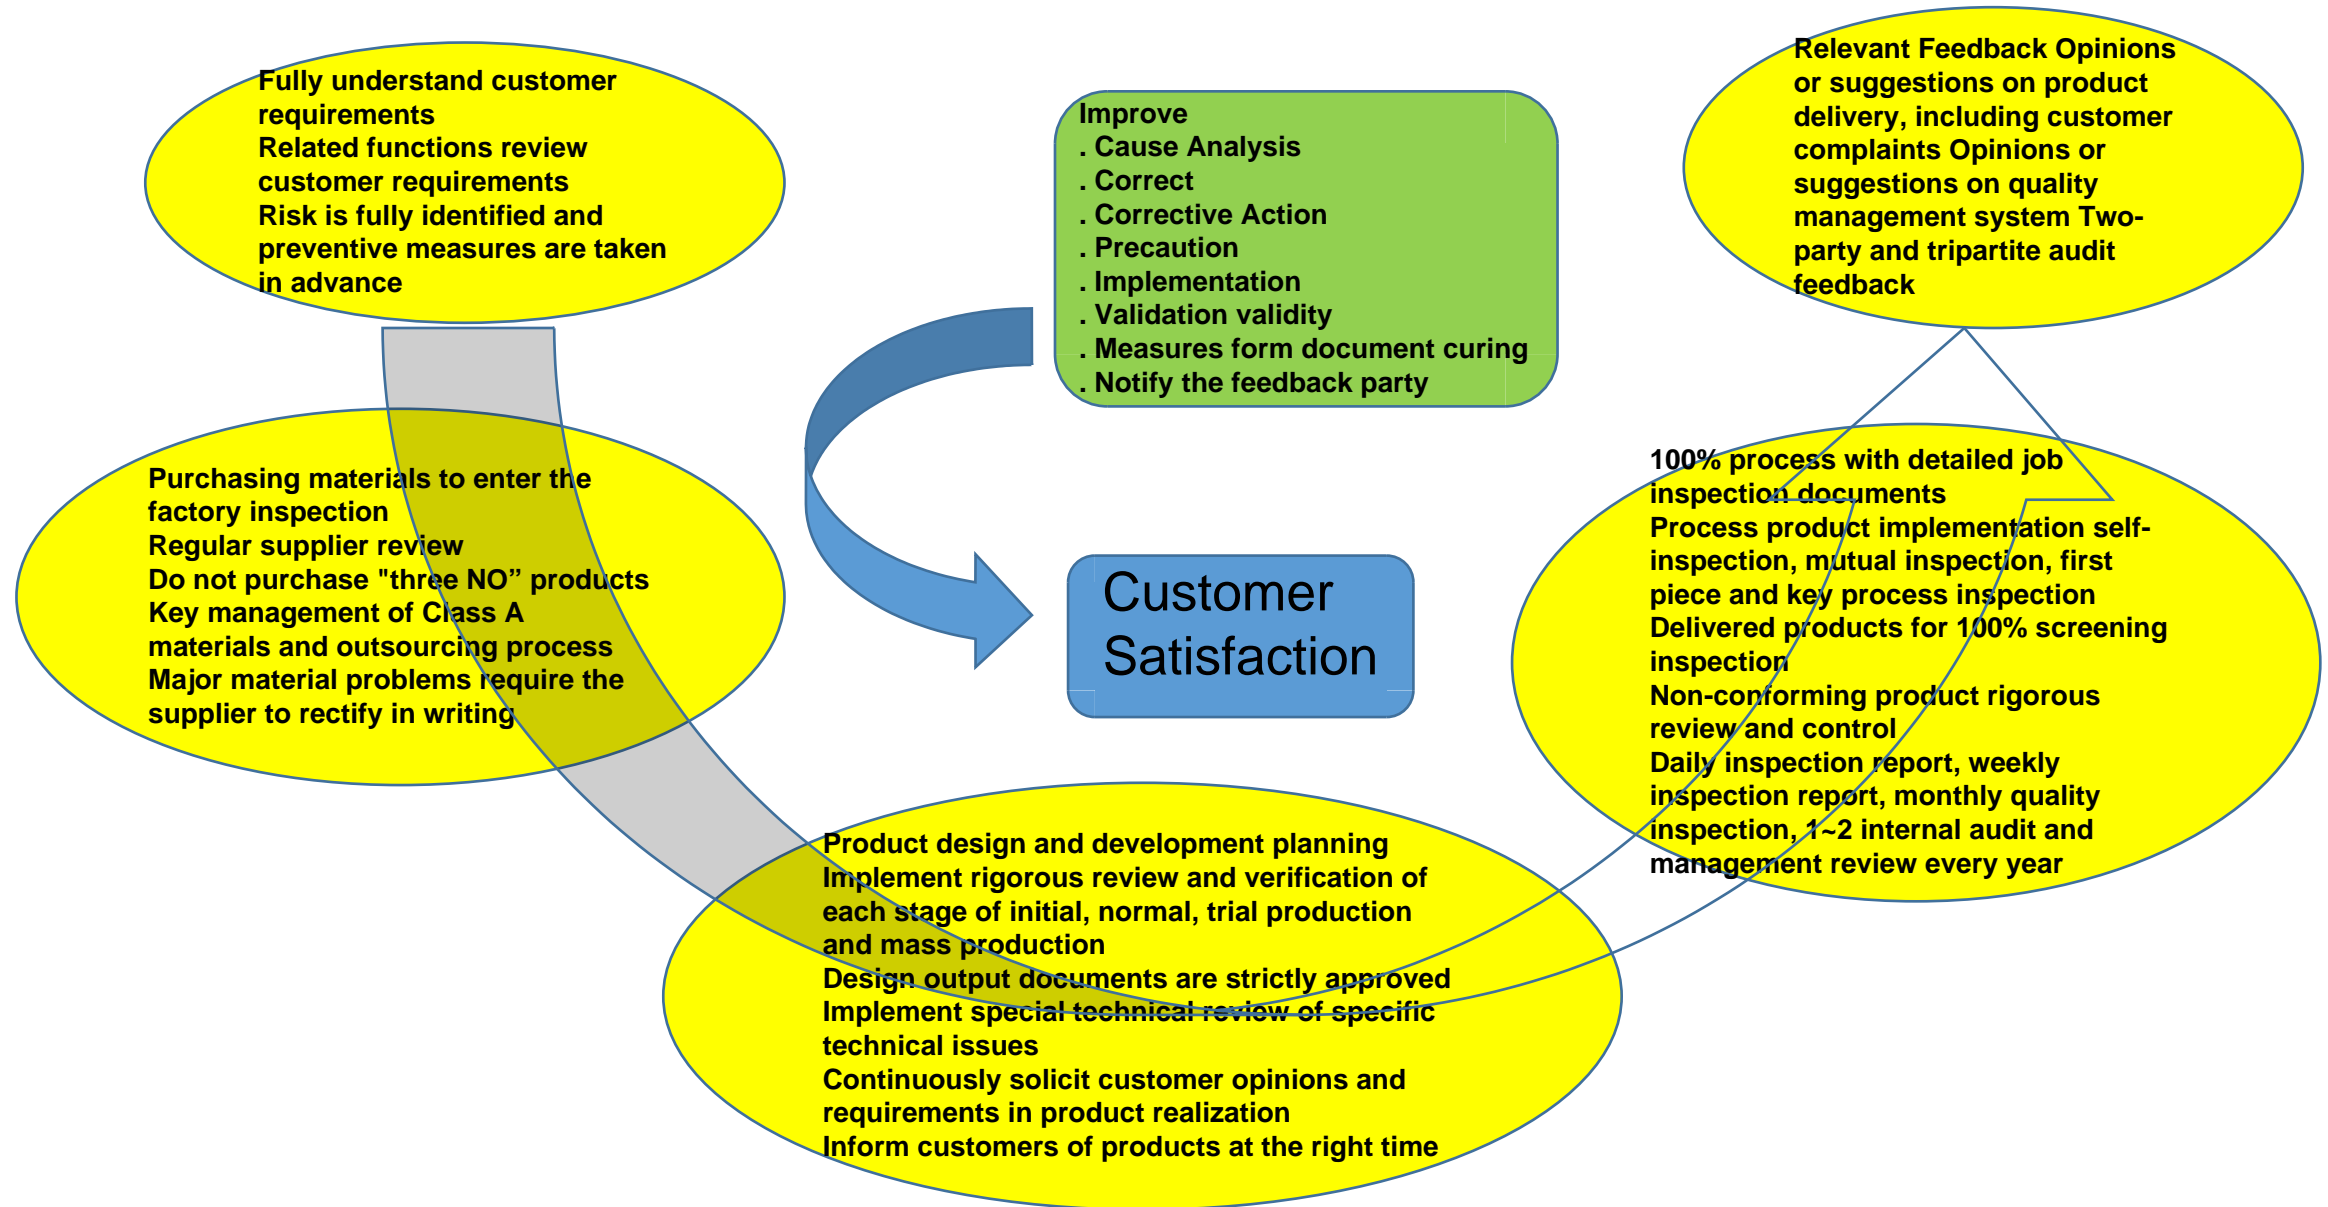 Fully understand customer
requirements
Related functions review
customer requirements
Risk is fully identified and
preventive measures are taken
in advance
Improve
. Cause Analysis
. Correct
. Corrective Action
. Precaution
. Implementation
. Validation validity
. Measures form document curing
. Notify the feedback party
Relevant Feedback Opinions
or suggestions on product
delivery, including customer
complaints Opinions or
suggestions on quality
management system Two-
party and tripartite audit
feedback
Purchasing materials to enter the
factory inspection
Regular supplier review
Do not purchase "three NO” products
Key management of Class A
materials and outsourcing process
Major material problems require the
supplier to rectify in writing
Customer
Satisfaction
100% process with detailed job
inspection documents
Process product implementation self-
inspection, mutual inspection, first
piece and key process inspection
Delivered products for 100% screening
inspection
Non-conforming product rigorous
review and control
Daily inspection report, weekly
inspection report, monthly quality
inspection, 1~2 internal audit and
management review every year
Product design and development planning
Implement rigorous review and verification of
each stage of initial, normal, trial production
and mass production
Design output documents are strictly approved
Implement special technical review of specific
technical issues
Continuously solicit customer opinions and
requirements in product realization
Inform customers of products at the right time